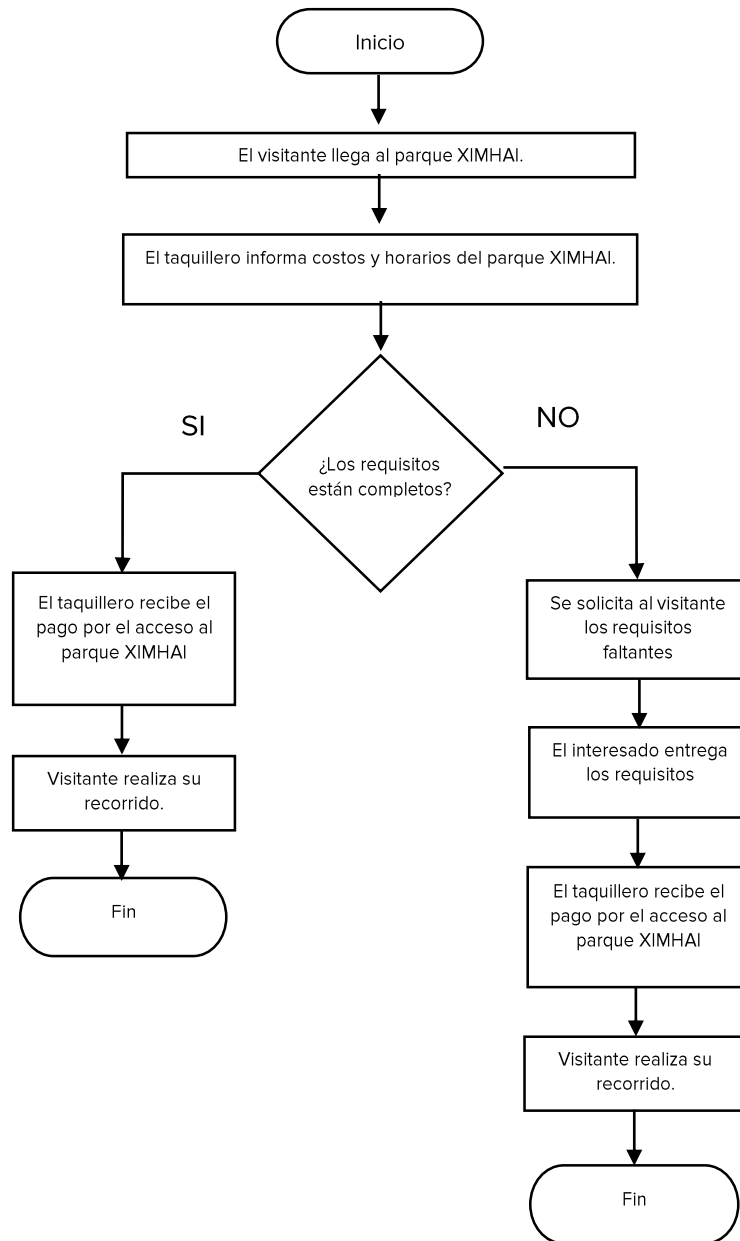 Inicio
El visitante llega al parque XIMHAI.
El taquillero informa costos y horarios del parque XIMHAI.
SI
NO
¿Los requisitos
están completos?
El taquillero recibe el
pago por el acceso al
parque XIMHAI
Visitante realiza su
recorrido.
Fin
Se solicita al visitante
los requisitos
faltantes
El interesado entrega
los requisitos
El taquillero recibe el
pago por el acceso al
parque XIMHAI
Visitante realiza su
recorrido.
Fin